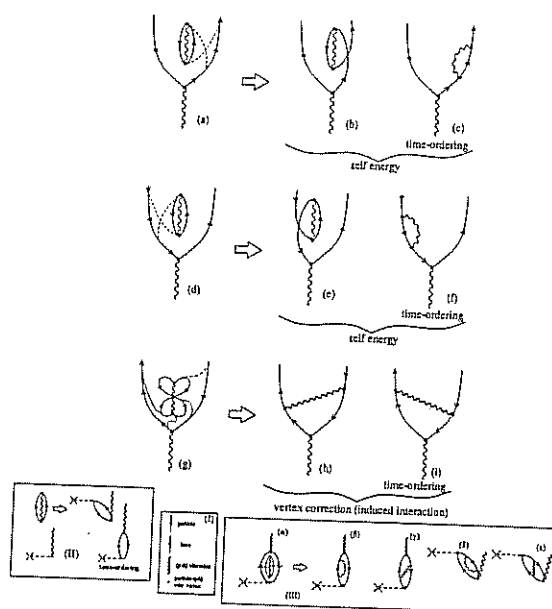 (a)
(b)
(c)
time-ordering
self energy
(d)
(e)
(f)
time-ordering
self energy
(g)
(h)
(i)
time-ordering
vertex correction (induced interaction)
(II)
time-ordering
[I]
particle
hole
(α)
(β)
(γ)
(III)